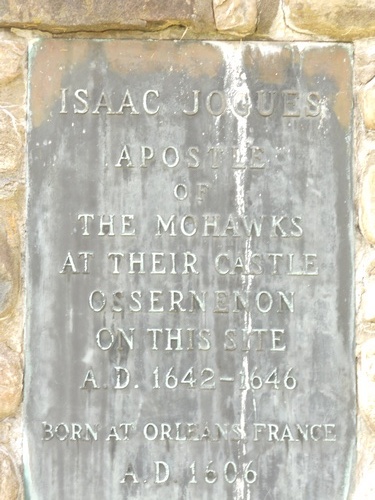 ISAAC JOGUES
APOSTLE
OF
THE MOHAWKS
AT THEIR CASTLE
OSSERNENON
ON THIS SITE
A.D. 1642-1646
BORN AT ORLEANS FRANCE
A.D. 1606